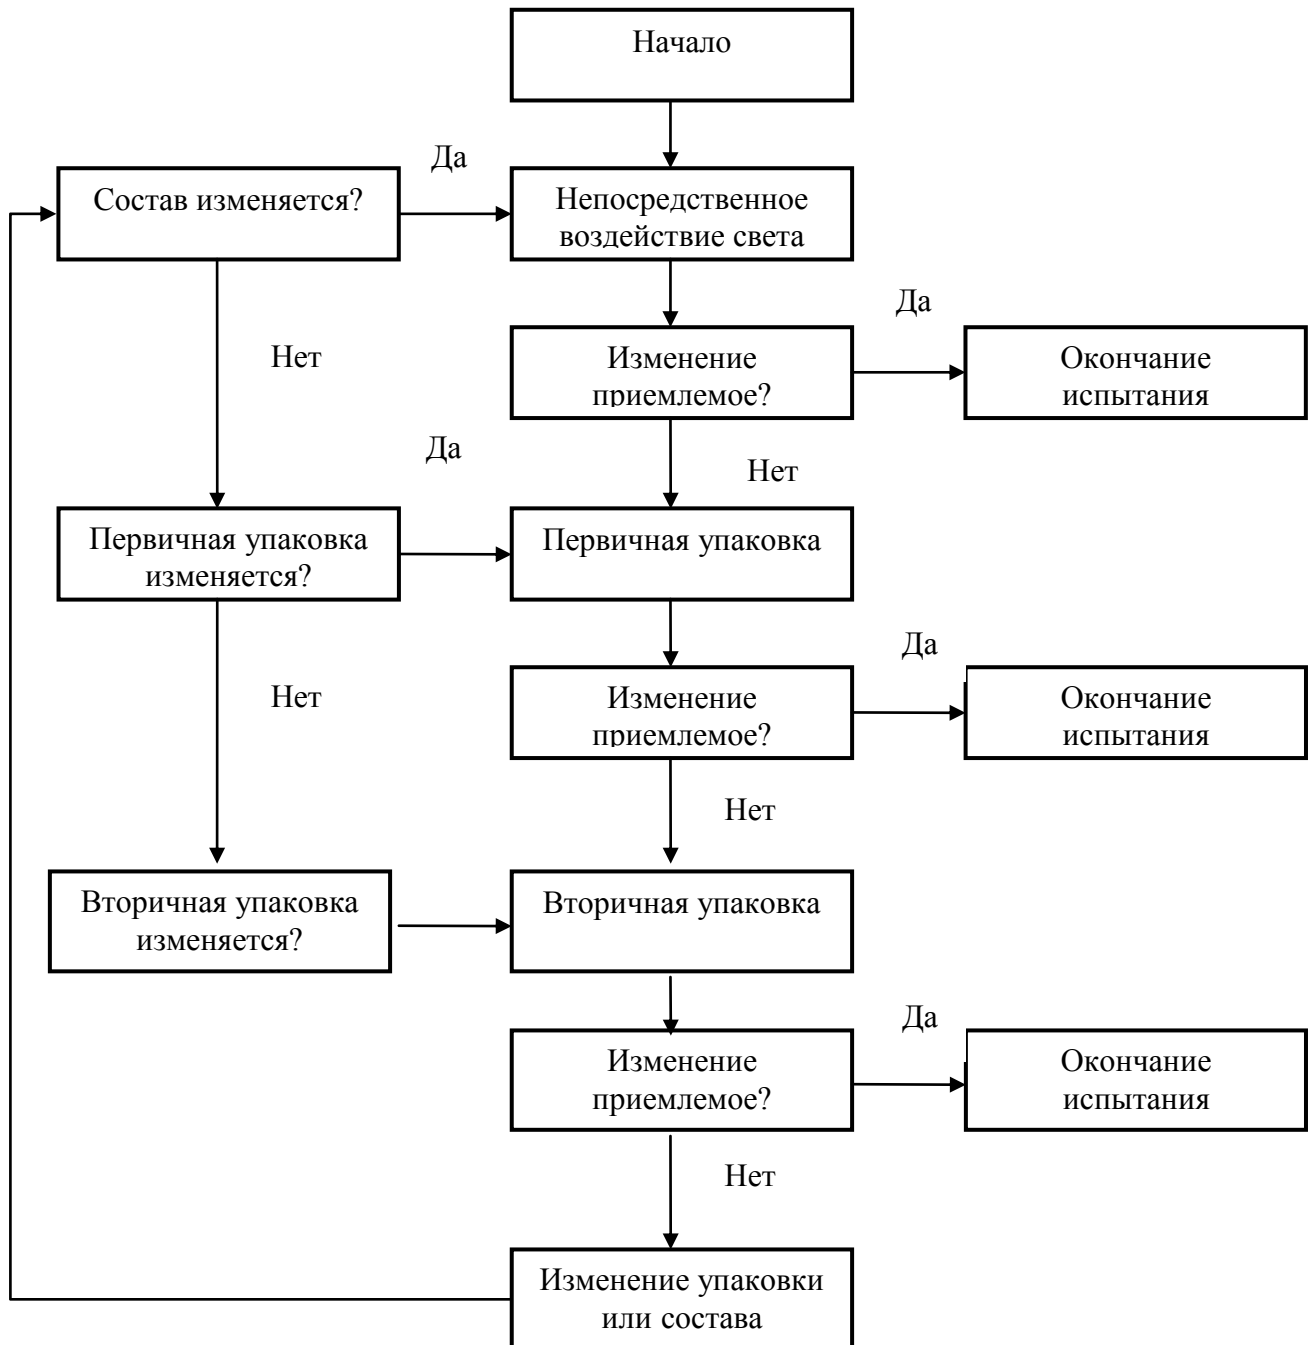 Начало
Да
Состав изменяется?
Непосредственное
воздействие света
Да
Нет
Изменение
приемлемое?
Окончание
испытания
Да
Нет
Первичная упаковка
изменяется?
Первичная упаковка
Да
Нет
Изменение
приемлемое?
Окончание
испытания
Нет
Вторичная упаковка
изменяется?
Вторичная упаковка
Да
Изменение
приемлемое?
Окончание
испытания
Нет
Изменение упаковки
или состава